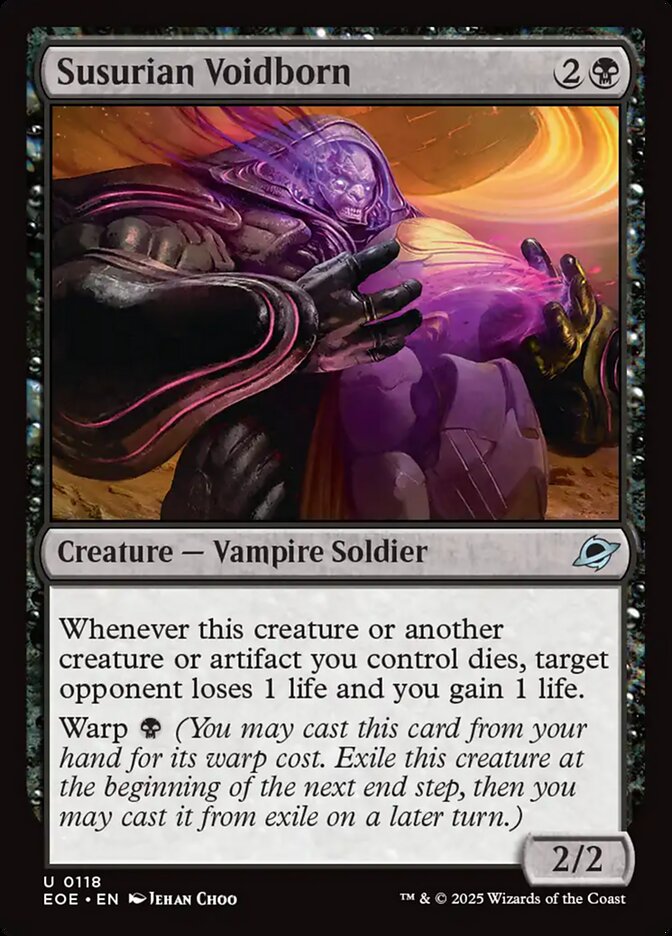 Susurian Voidborn 2
Creature — Vampire Soldier
Whenever this creature or another
creature or artifact you control dies, target
opponent loses 1 life and you gain 1 life.
Warp (You may cast this card from your
hand for its warp cost. Exile this creature at
the beginning of the next end step, then you
may cast it from exile on a later turn.)
2/2
U 0118
EOE • EN Jehan Choo ™ & © 2025 Wizards of the Coast